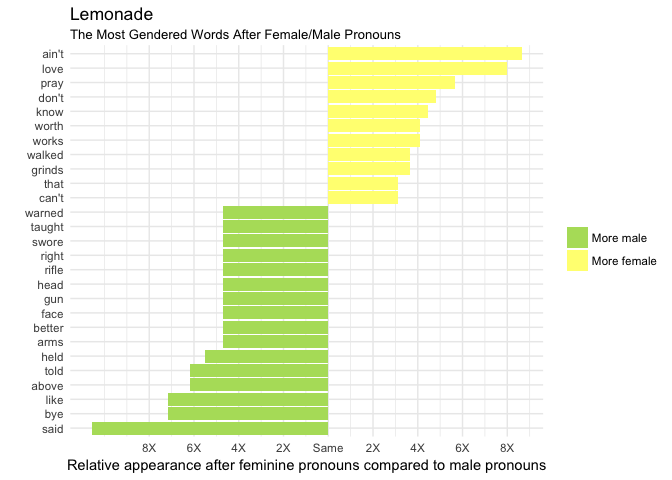 Lemonade
The Most Gendered Words After Female/Male Pronouns
ain't
love
pray
don't
know
worth
works
walked
grinds
that
can't
warned
taught
swore
right
rifle
head
gun
face
better
arms
held
told
above
like
bye
said
8X 6X 4X 2X Same 2X 4X 6X 8X
Relative appearance after feminine pronouns compared to male pronouns
More male
More female